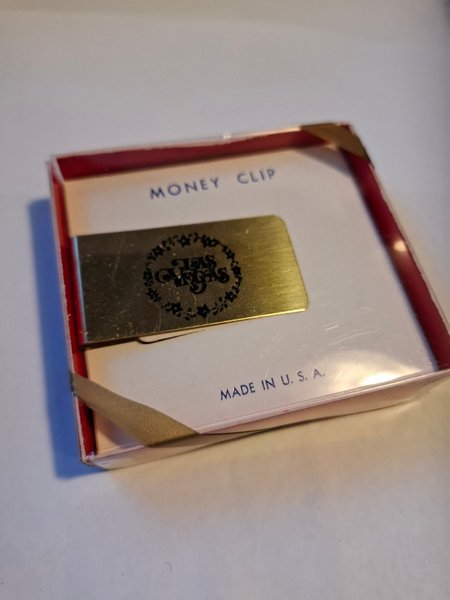 MONEY CLIP
LAS
VEGAS
MADE IN U. S. A.